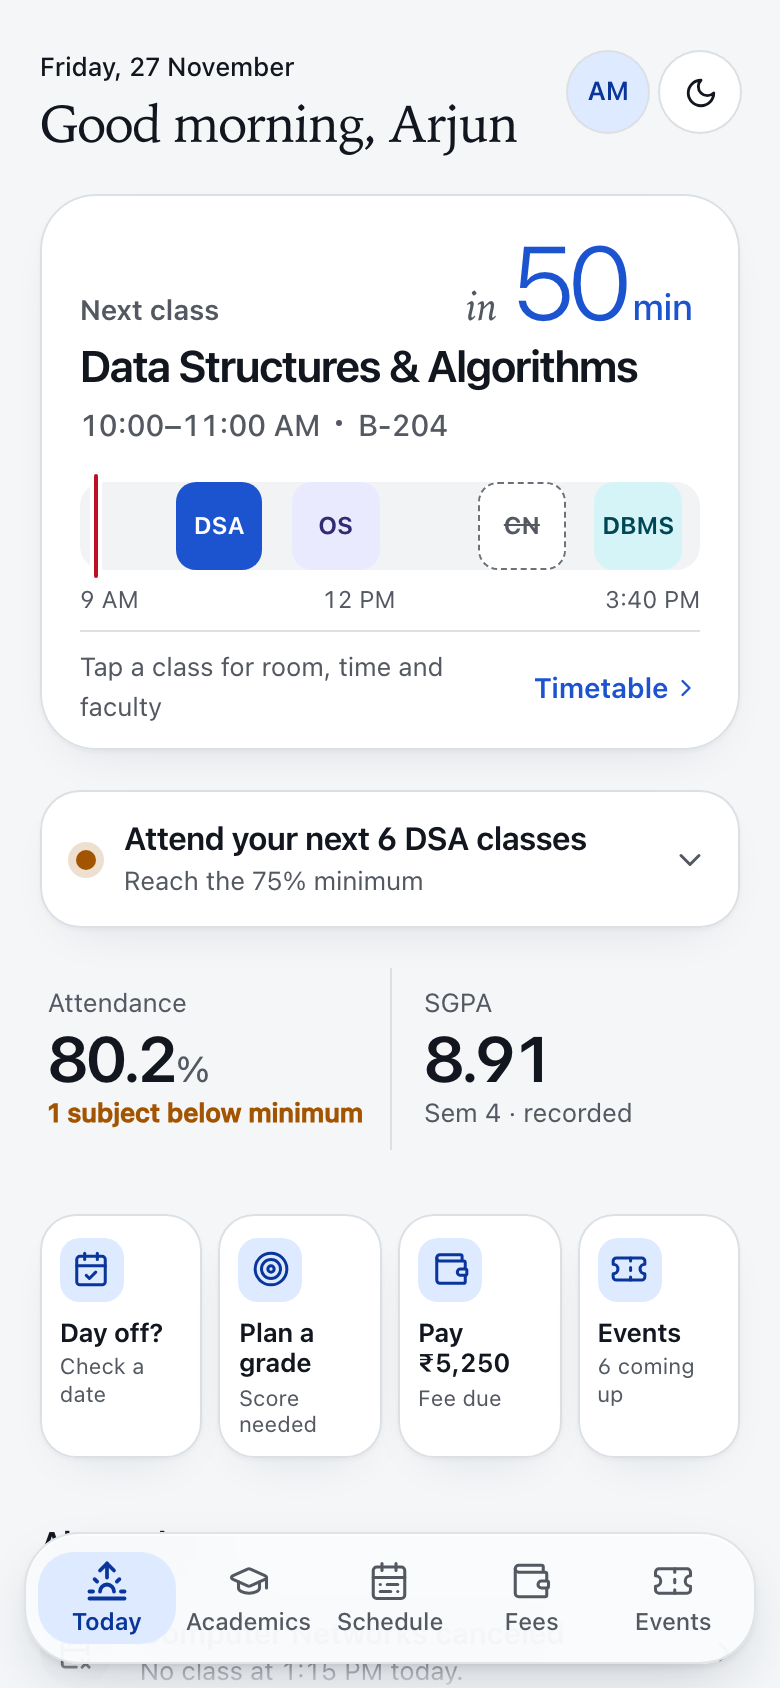 Friday, 27 November
Good morning, Arjun
AM
Next class
in 50 min
Data Structures & Algorithms
10:00–11:00 AM • B-204
DSA
OS
CN
DBMS
9 AM
12 PM
3:40 PM
Tap a class for room, time and
faculty
Timetable
Attend your next 6 DSA classes
Reach the 75% minimum
Attendance
80.2%
1 subject below minimum
SGPA
8.91
Sem 4 · recorded
Day off?
Check a
date
Plan a
grade
Score
needed
Pay
₹5,250
Fee due
Events
6 coming
up
Today
Academics
Schedule
Fees
Events
Computer Networks canceled
No class at 1:15 PM today.